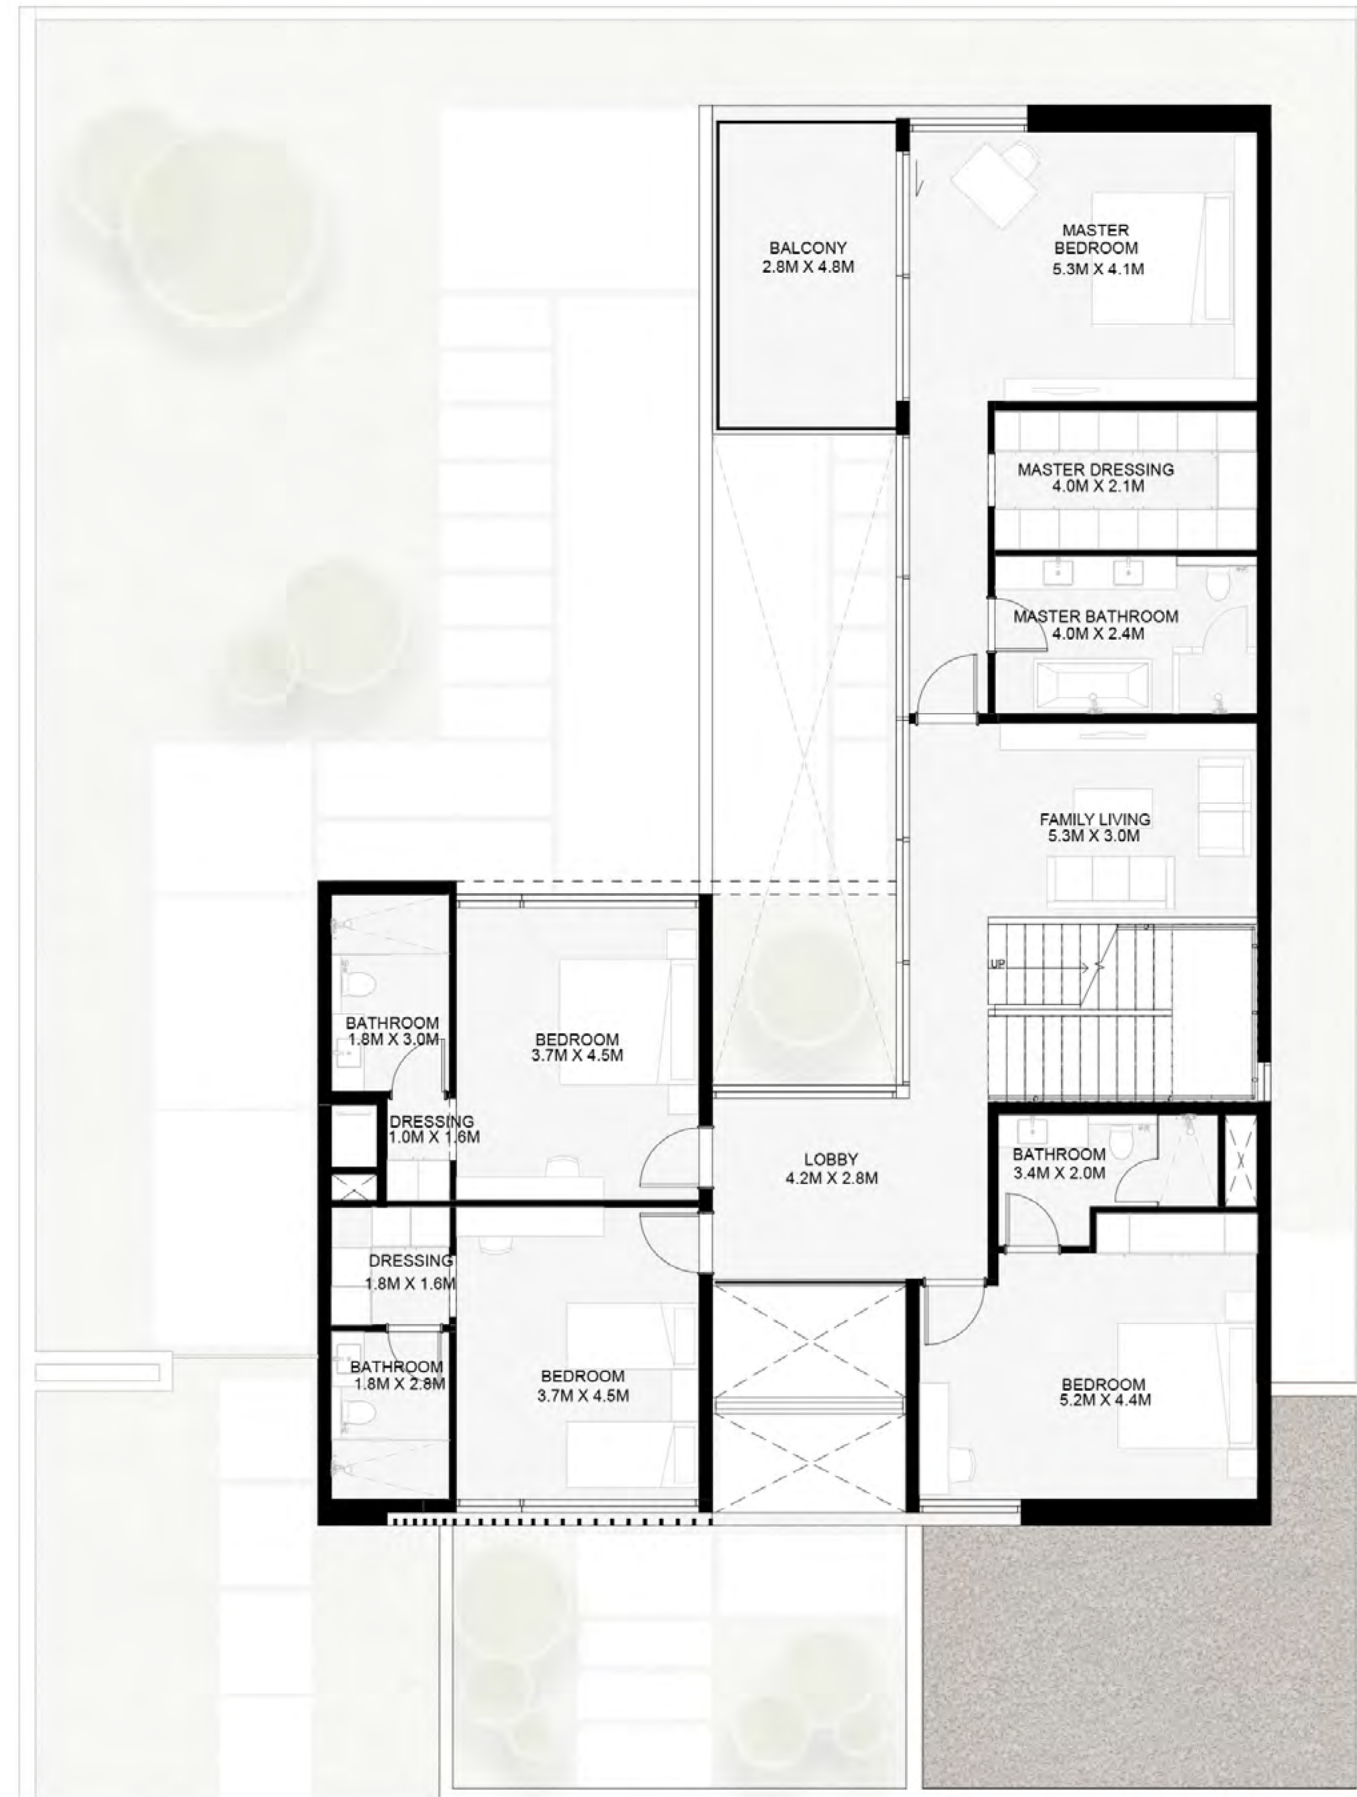 BALCONY
2.8M X 4.8M
MASTER
BEDROOM
5.3M X 4.1M
MASTER DRESSING
4.0M X 2.1M
MASTER BATHROOM
4.0M X 2.4M
FAMILY LIVING
5.3M X 3.0M
UP
BATHROOM
1.8M X 3.0M
BEDROOM
3.7M X 4.5M
DRESSING
1.0M X 1.6M
LOBBY
4.2M X 2.8M
BATHROOM
3.4M X 2.0M
DRESSING
1.8M X 1.6M
BATHROOM
1.8M X 2.8M
BEDROOM
3.7M X 4.5M
BEDROOM
5.2M X 4.4M